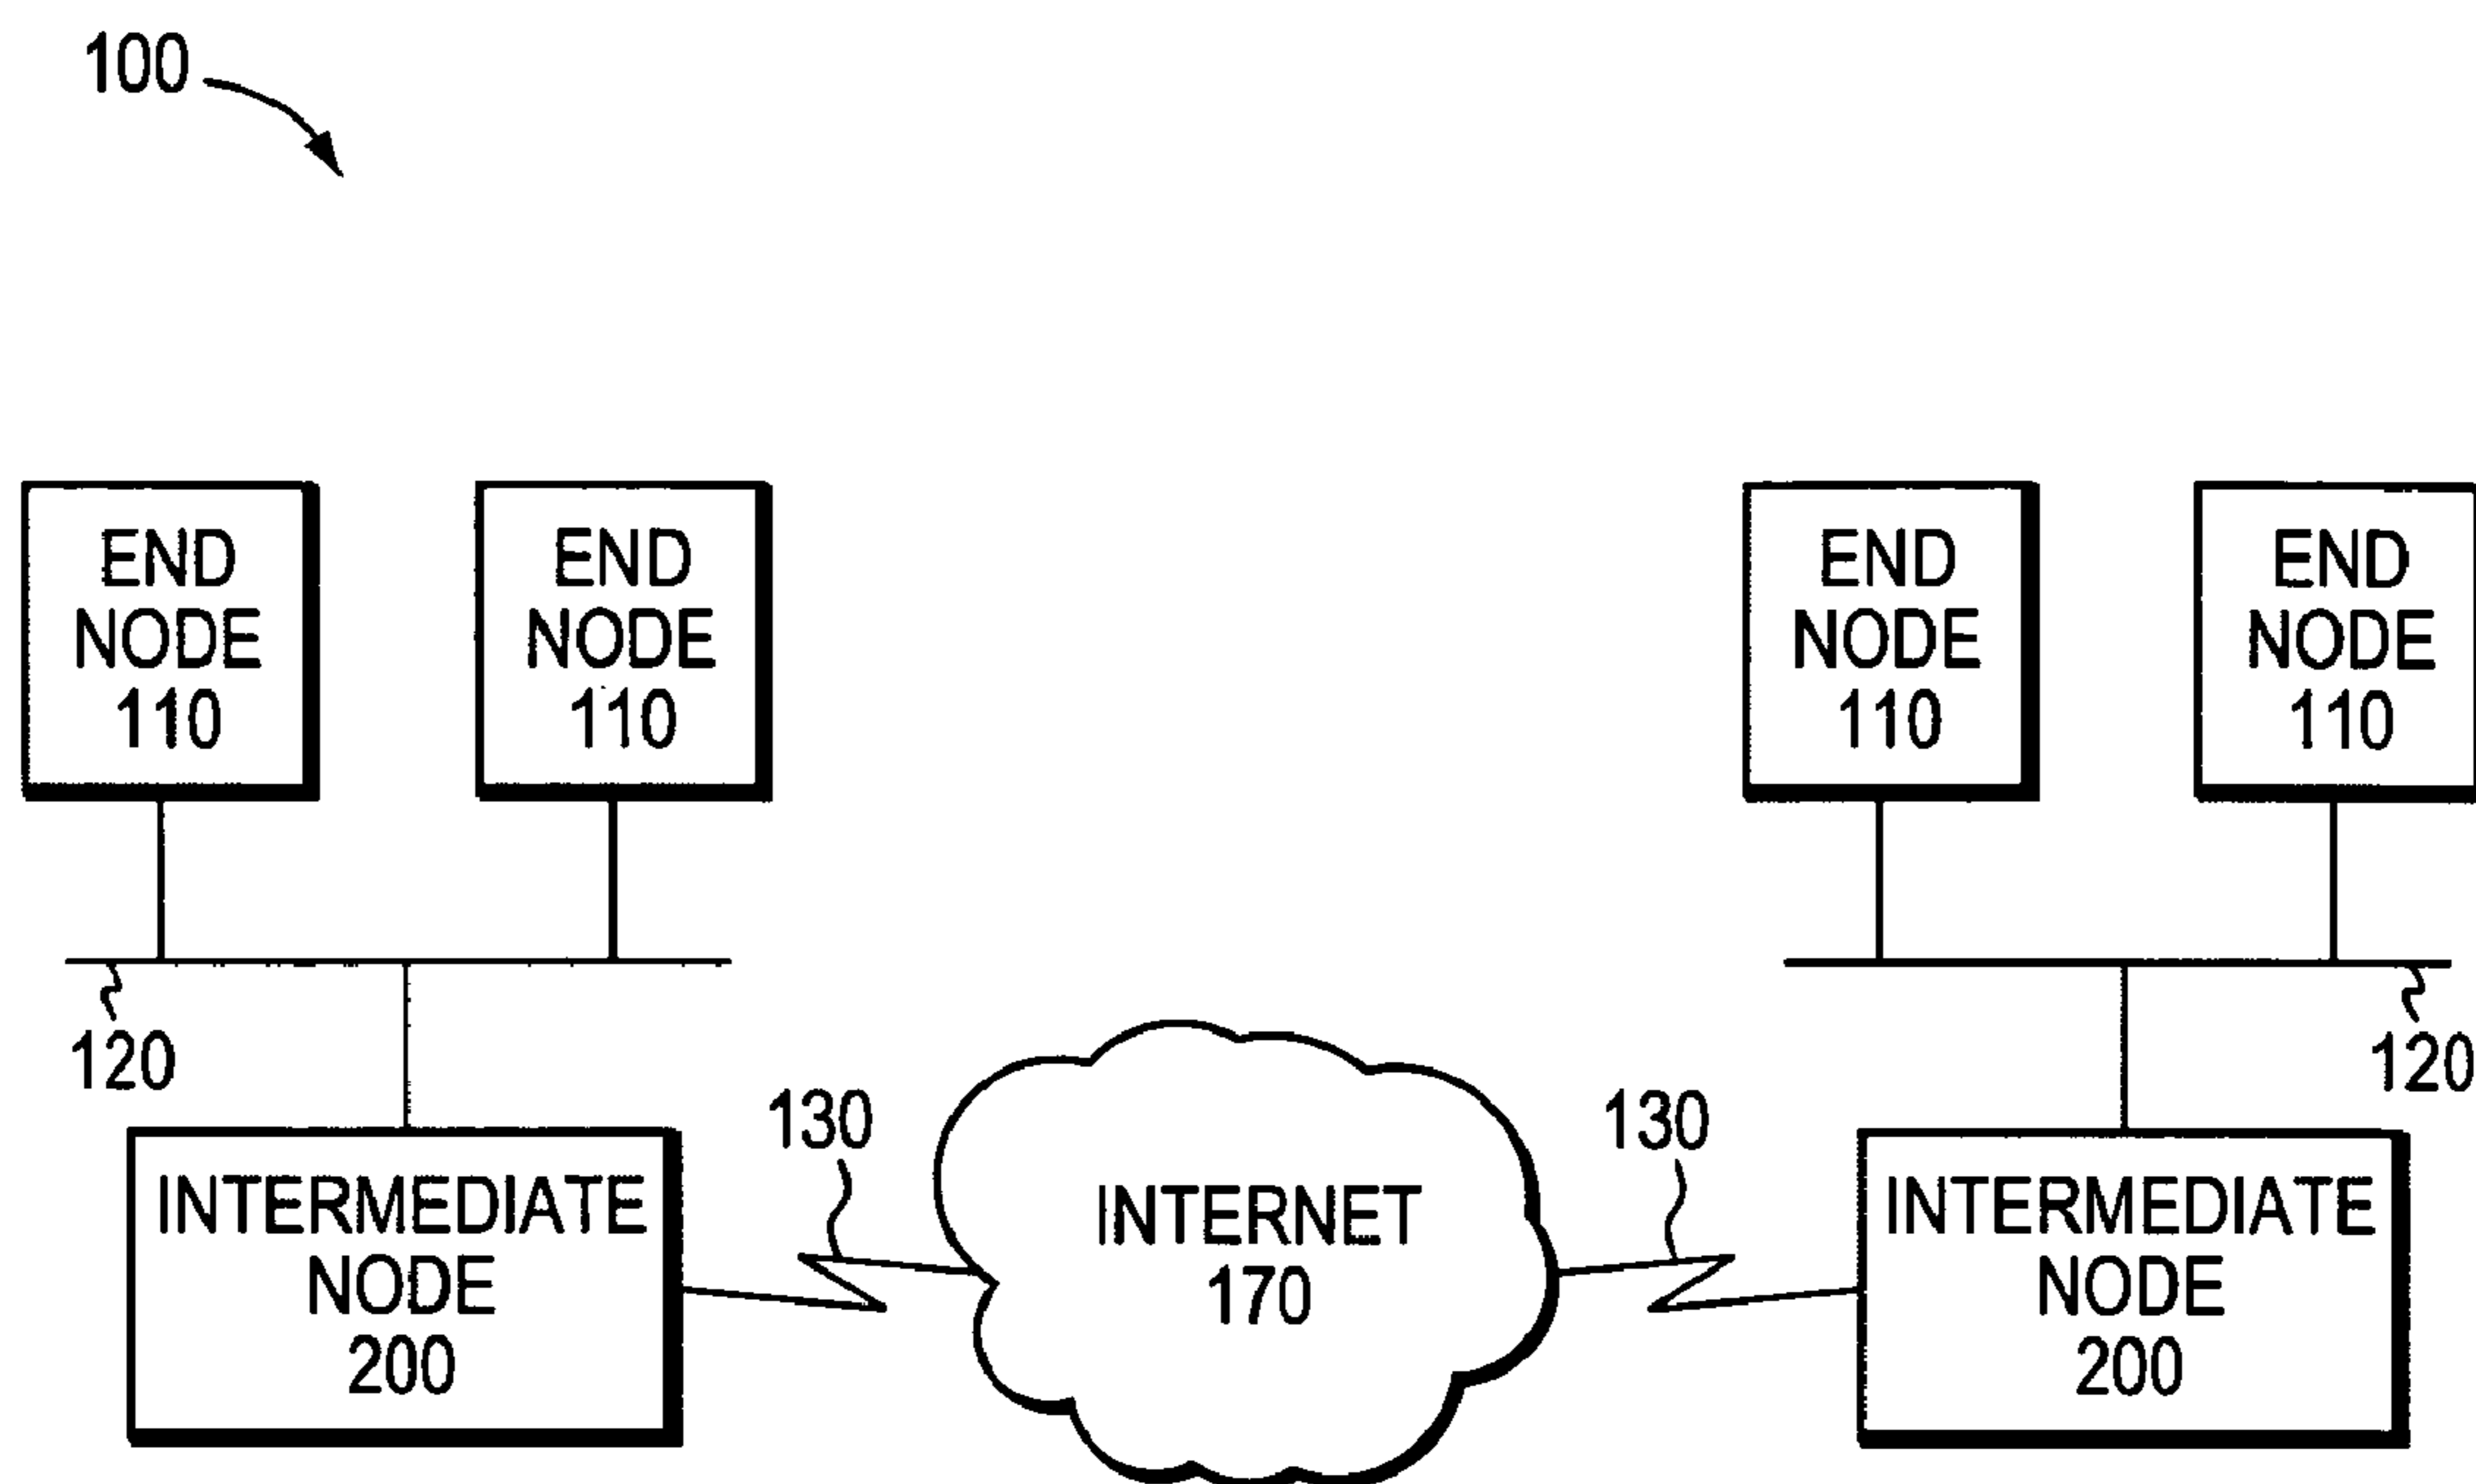 100
END
NODE
110
END
NODE
110
END
NODE
110
END
NODE
110
120
120
130
130
INTERMEDIATE
NODE
200
INTERNET
170
INTERMEDIATE
NODE
200